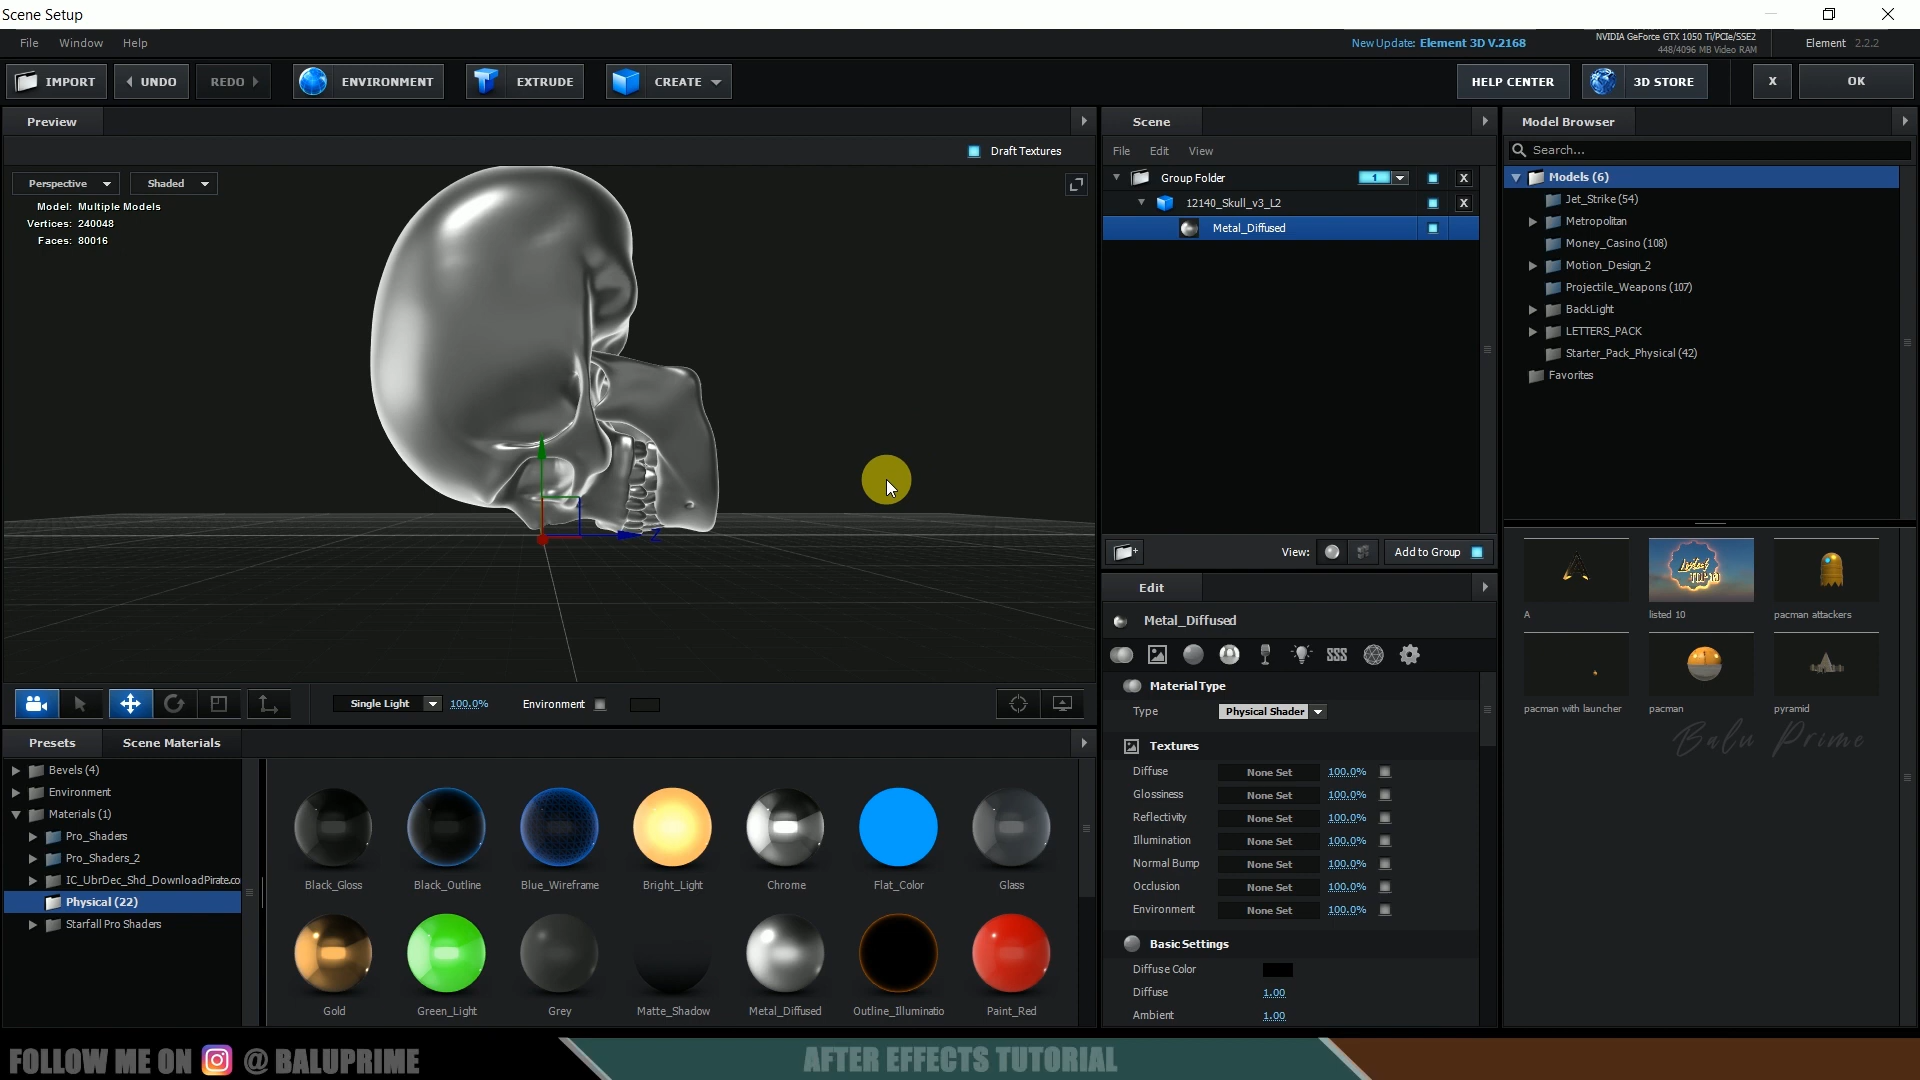 Scene Setup
File Window Help
New Update: Element 3D V.2168
NVIDIA GeForce GTX 1050 Ti/PCIe/SSE2
448/4096 MB Video RAM
Element 2.2.2
IMPORT UNDO REDO ENVIRONMENT EXTRUDE CREATE HELP CENTER 3D STORE X OK
Preview
Draft Textures
Perspective Shaded
Model: Multiple Models
Vertices: 240048
Faces: 80016
Z
Single Light 100.0% Environment
Scene
File Edit View
Group Folder 1 X
12140_Skull_v3_L2 X
Metal_Diffused
View: Add to Group
Edit
Metal_Diffused
Material Type
Type Physical Shader
Textures
Diffuse None Set 100.0%
Glossiness None Set 100.0%
Reflectivity None Set 100.0%
Illumination None Set 100.0%
Normal Bump None Set 100.0%
Occlusion None Set 100.0%
Environment None Set 100.0%
Basic Settings
Diffuse Color
Diffuse 1.00
Ambient 1.00
Model Browser
Search...
Models (6)
Jet_Strike (54)
Metropolitan
Money_Casino (108)
Motion_Design_2
Projectile_Weapons (107)
BackLight
LETTERS_PACK
Starter_Pack_Physical (42)
Favorites
A listed 10 pacman attackers
pacman with launcher pacman pyramid
Balu Prime
Presets Scene Materials
Bevels (4)
Environment
Materials (1)
Pro_Shaders
Pro_Shaders_2
IC_UbrDec_Shd_DownloadPirate.co
Physical (22)
Starfall Pro Shaders
Black_Gloss Black_Outline Blue_Wireframe Bright_Light Chrome Flat_Color Glass
Gold Green_Light Grey Matte_Shadow Metal_Diffused Outline_Illuminatio Paint_Red
FOLLOW ME ON @ BALUPRIME
AFTER EFFECTS TUTORIAL